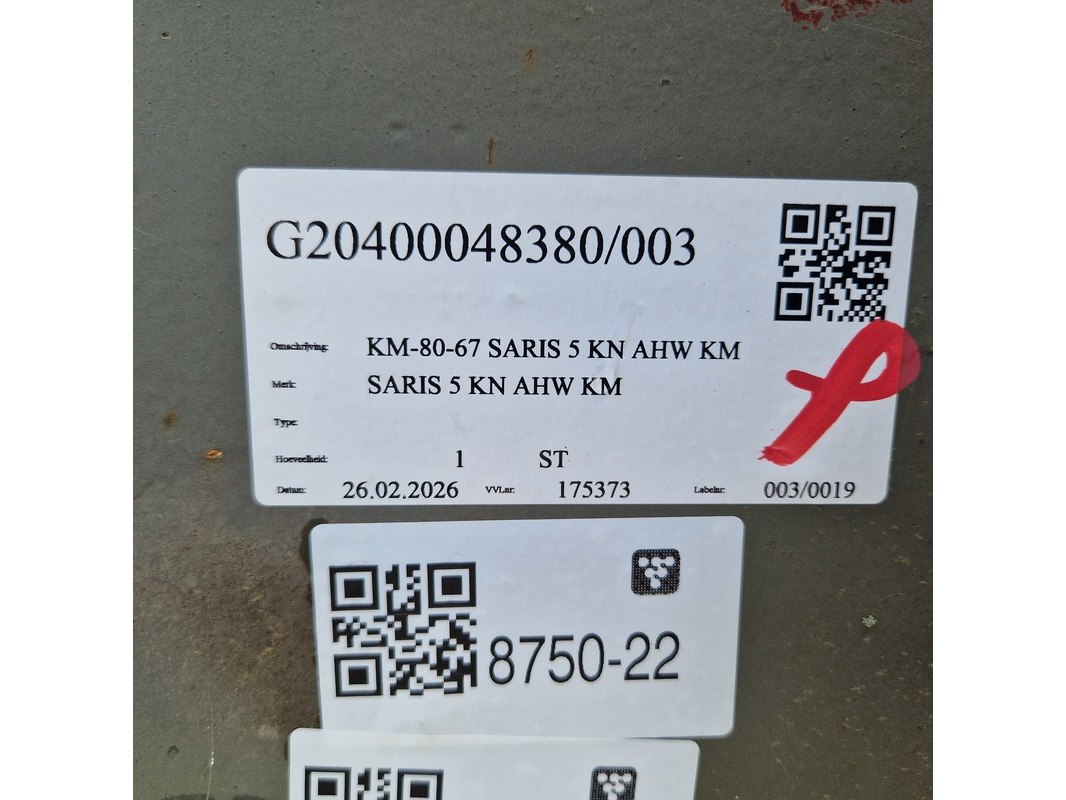 G20400048380/003
Omschrijving: KM-80-67 SARIS 5 KN AHW KM
Merk: SARIS 5 KN AHW KM
Type:
Hoeveelheid: 1 ST
Datum: 26.02.2026 VVLnr. 175373 Labelnr: 003/0019
8750-22